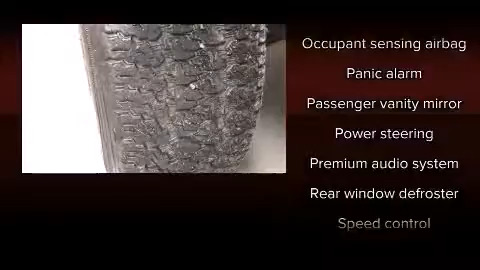 Occupant sensing airbag
Panic alarm
Passenger vanity mirror
Power steering
Premium audio system
Rear window defroster
Speed control